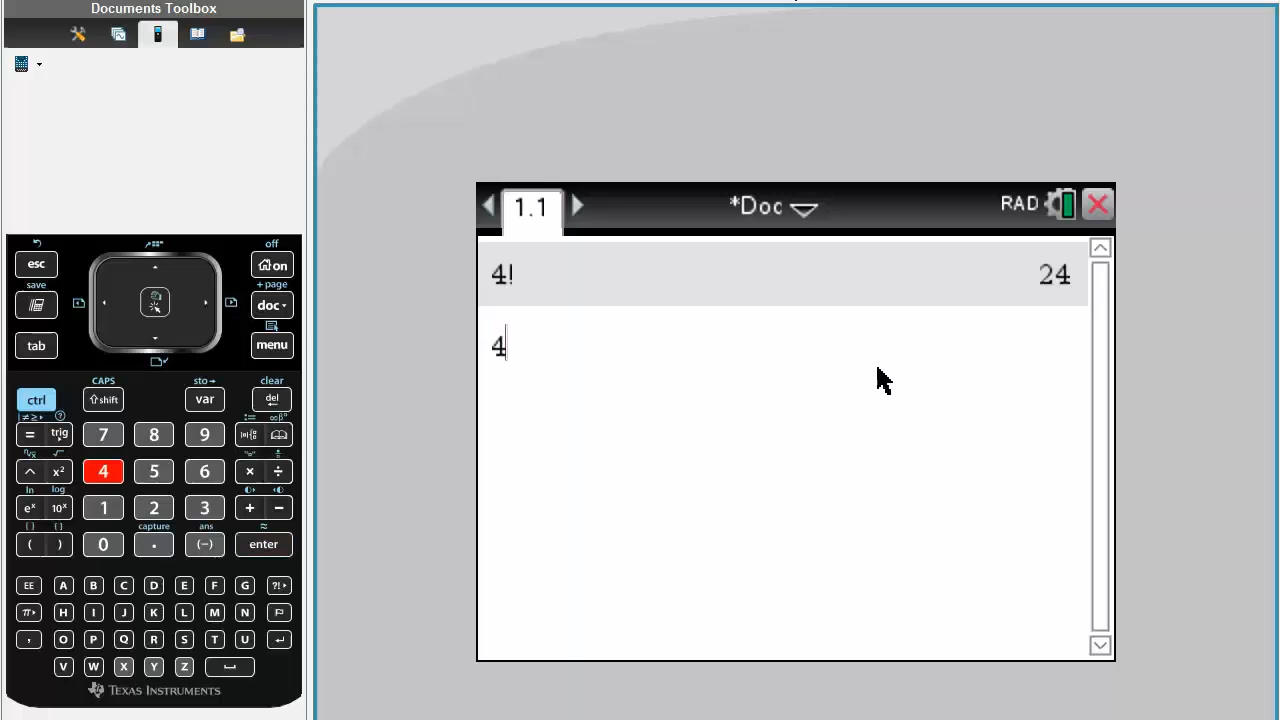 Documents Toolbox
1.1
*Doc
RAD
4!
24
4
off
esc
on
save
+ page
doc
tab
menu
CAPS
sto→
clear
ctrl
⇧shift
var
del
=
trig
7
8
9
^
x²
4
5
6
×
÷
ln
log
eˣ
10ˣ
1
2
3
+
−
{ }
capture
ans
≈
(
)
0
.
(−)
enter
EE
A
B
C
D
E
F
G
?!▸
π▸
H
I
J
K
L
M
N
,
O
P
Q
R
S
T
U
↵
V
W
X
Y
Z
TEXAS INSTRUMENTS